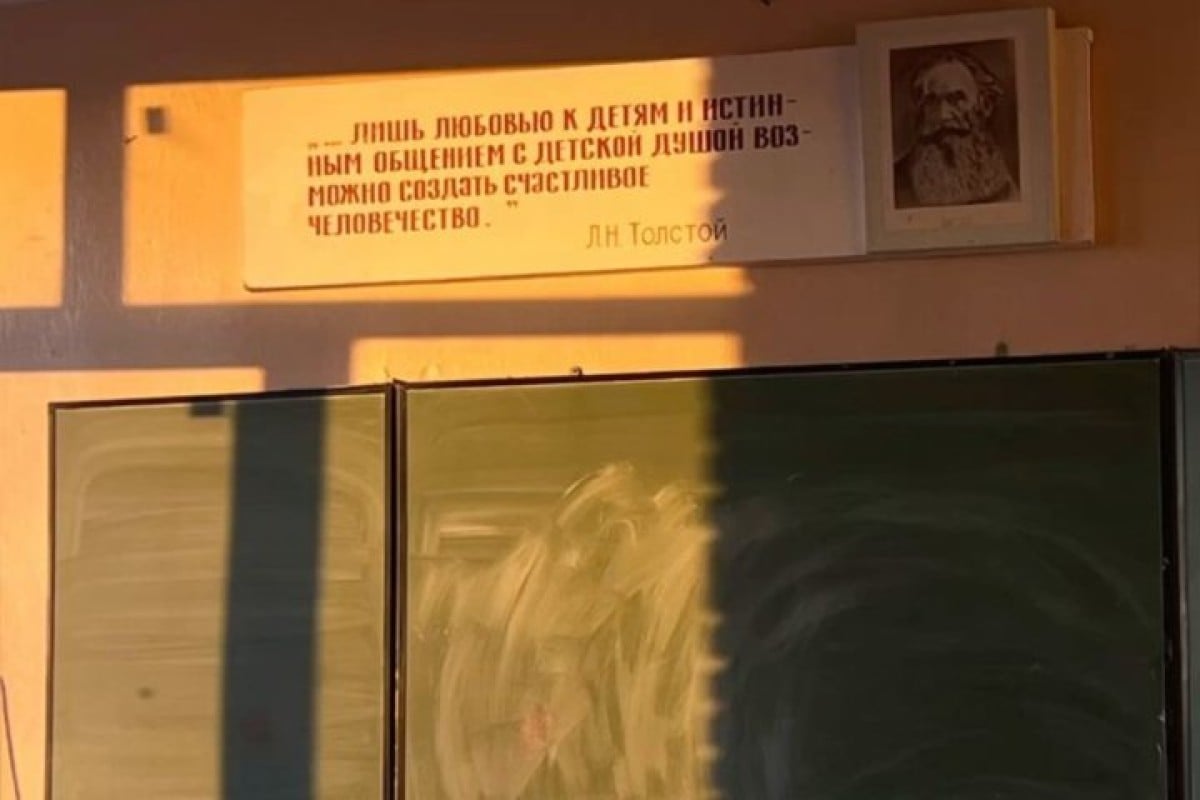 „... ЛИШЬ ЛЮБОВЬЮ К ДЕТЯМ И ИСТИН-
НЫМ ОБЩЕНИЕМ С ДЕТСКОЙ ДУШОЙ ВОЗ-
МОЖНО СОЗДАТЬ СЧАСТЛИВОЕ
ЧЕЛОВЕЧЕСТВО."
Л.Н. Толстой